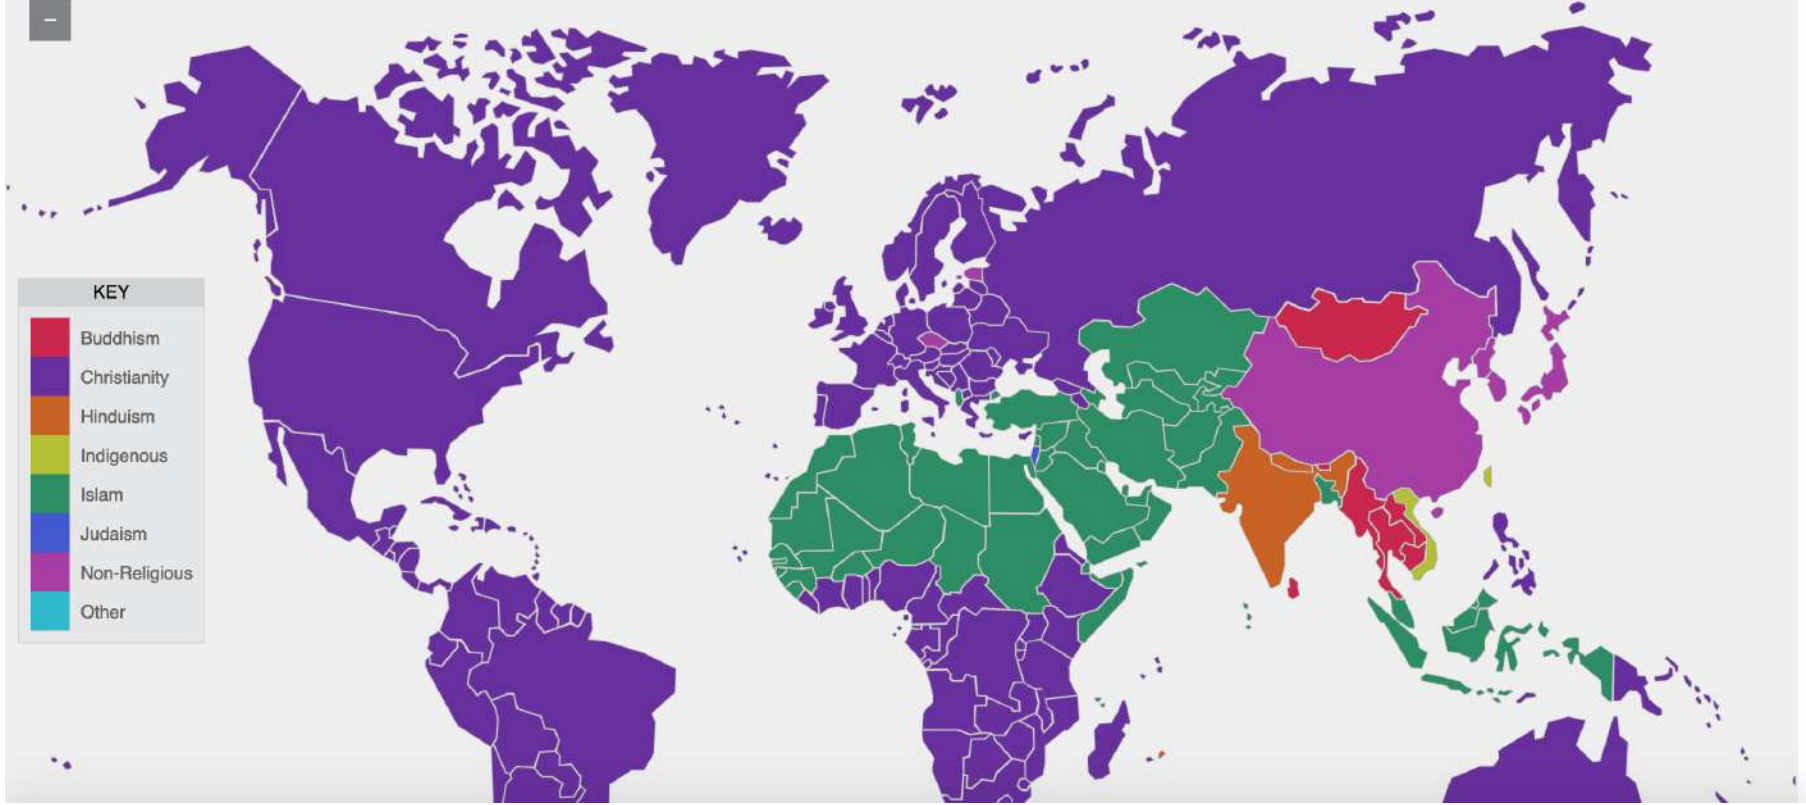 –
KEY
Buddhism
Christianity
Hinduism
Indigenous
Islam
Judaism
Non-Religious
Other